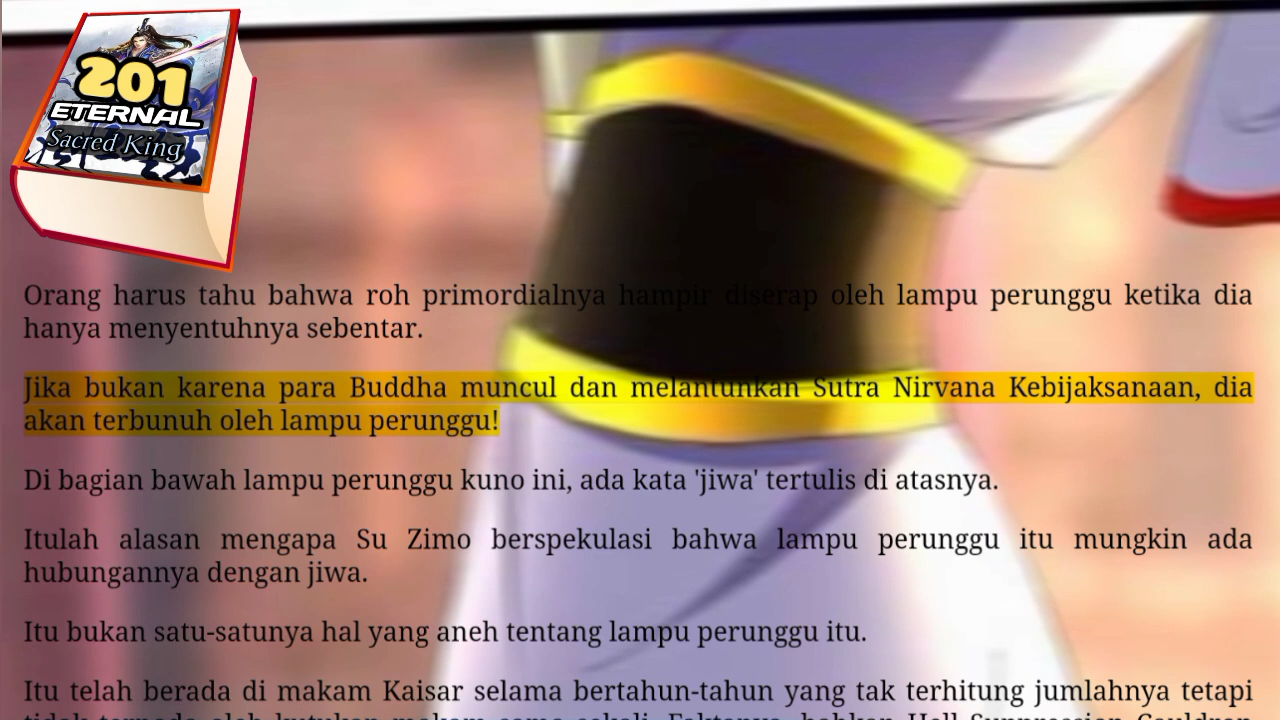 201
ETERNAL
Sacred King
Orang harus tahu bahwa roh primordialnya hampir diserap oleh lampu perunggu ketika dia
hanya menyentuhnya sebentar.
Jika bukan karena para Buddha muncul dan melantunkan Sutra Nirvana Kebijaksanaan, dia
akan terbunuh oleh lampu perunggu!
Di bagian bawah lampu perunggu kuno ini, ada kata 'jiwa' tertulis di atasnya.
Itulah alasan mengapa Su Zimo berspekulasi bahwa lampu perunggu itu mungkin ada
hubungannya dengan jiwa.
Itu bukan satu-satunya hal yang aneh tentang lampu perunggu itu.
Itu telah berada di makam Kaisar selama bertahun-tahun yang tak terhitung jumlahnya tetapi